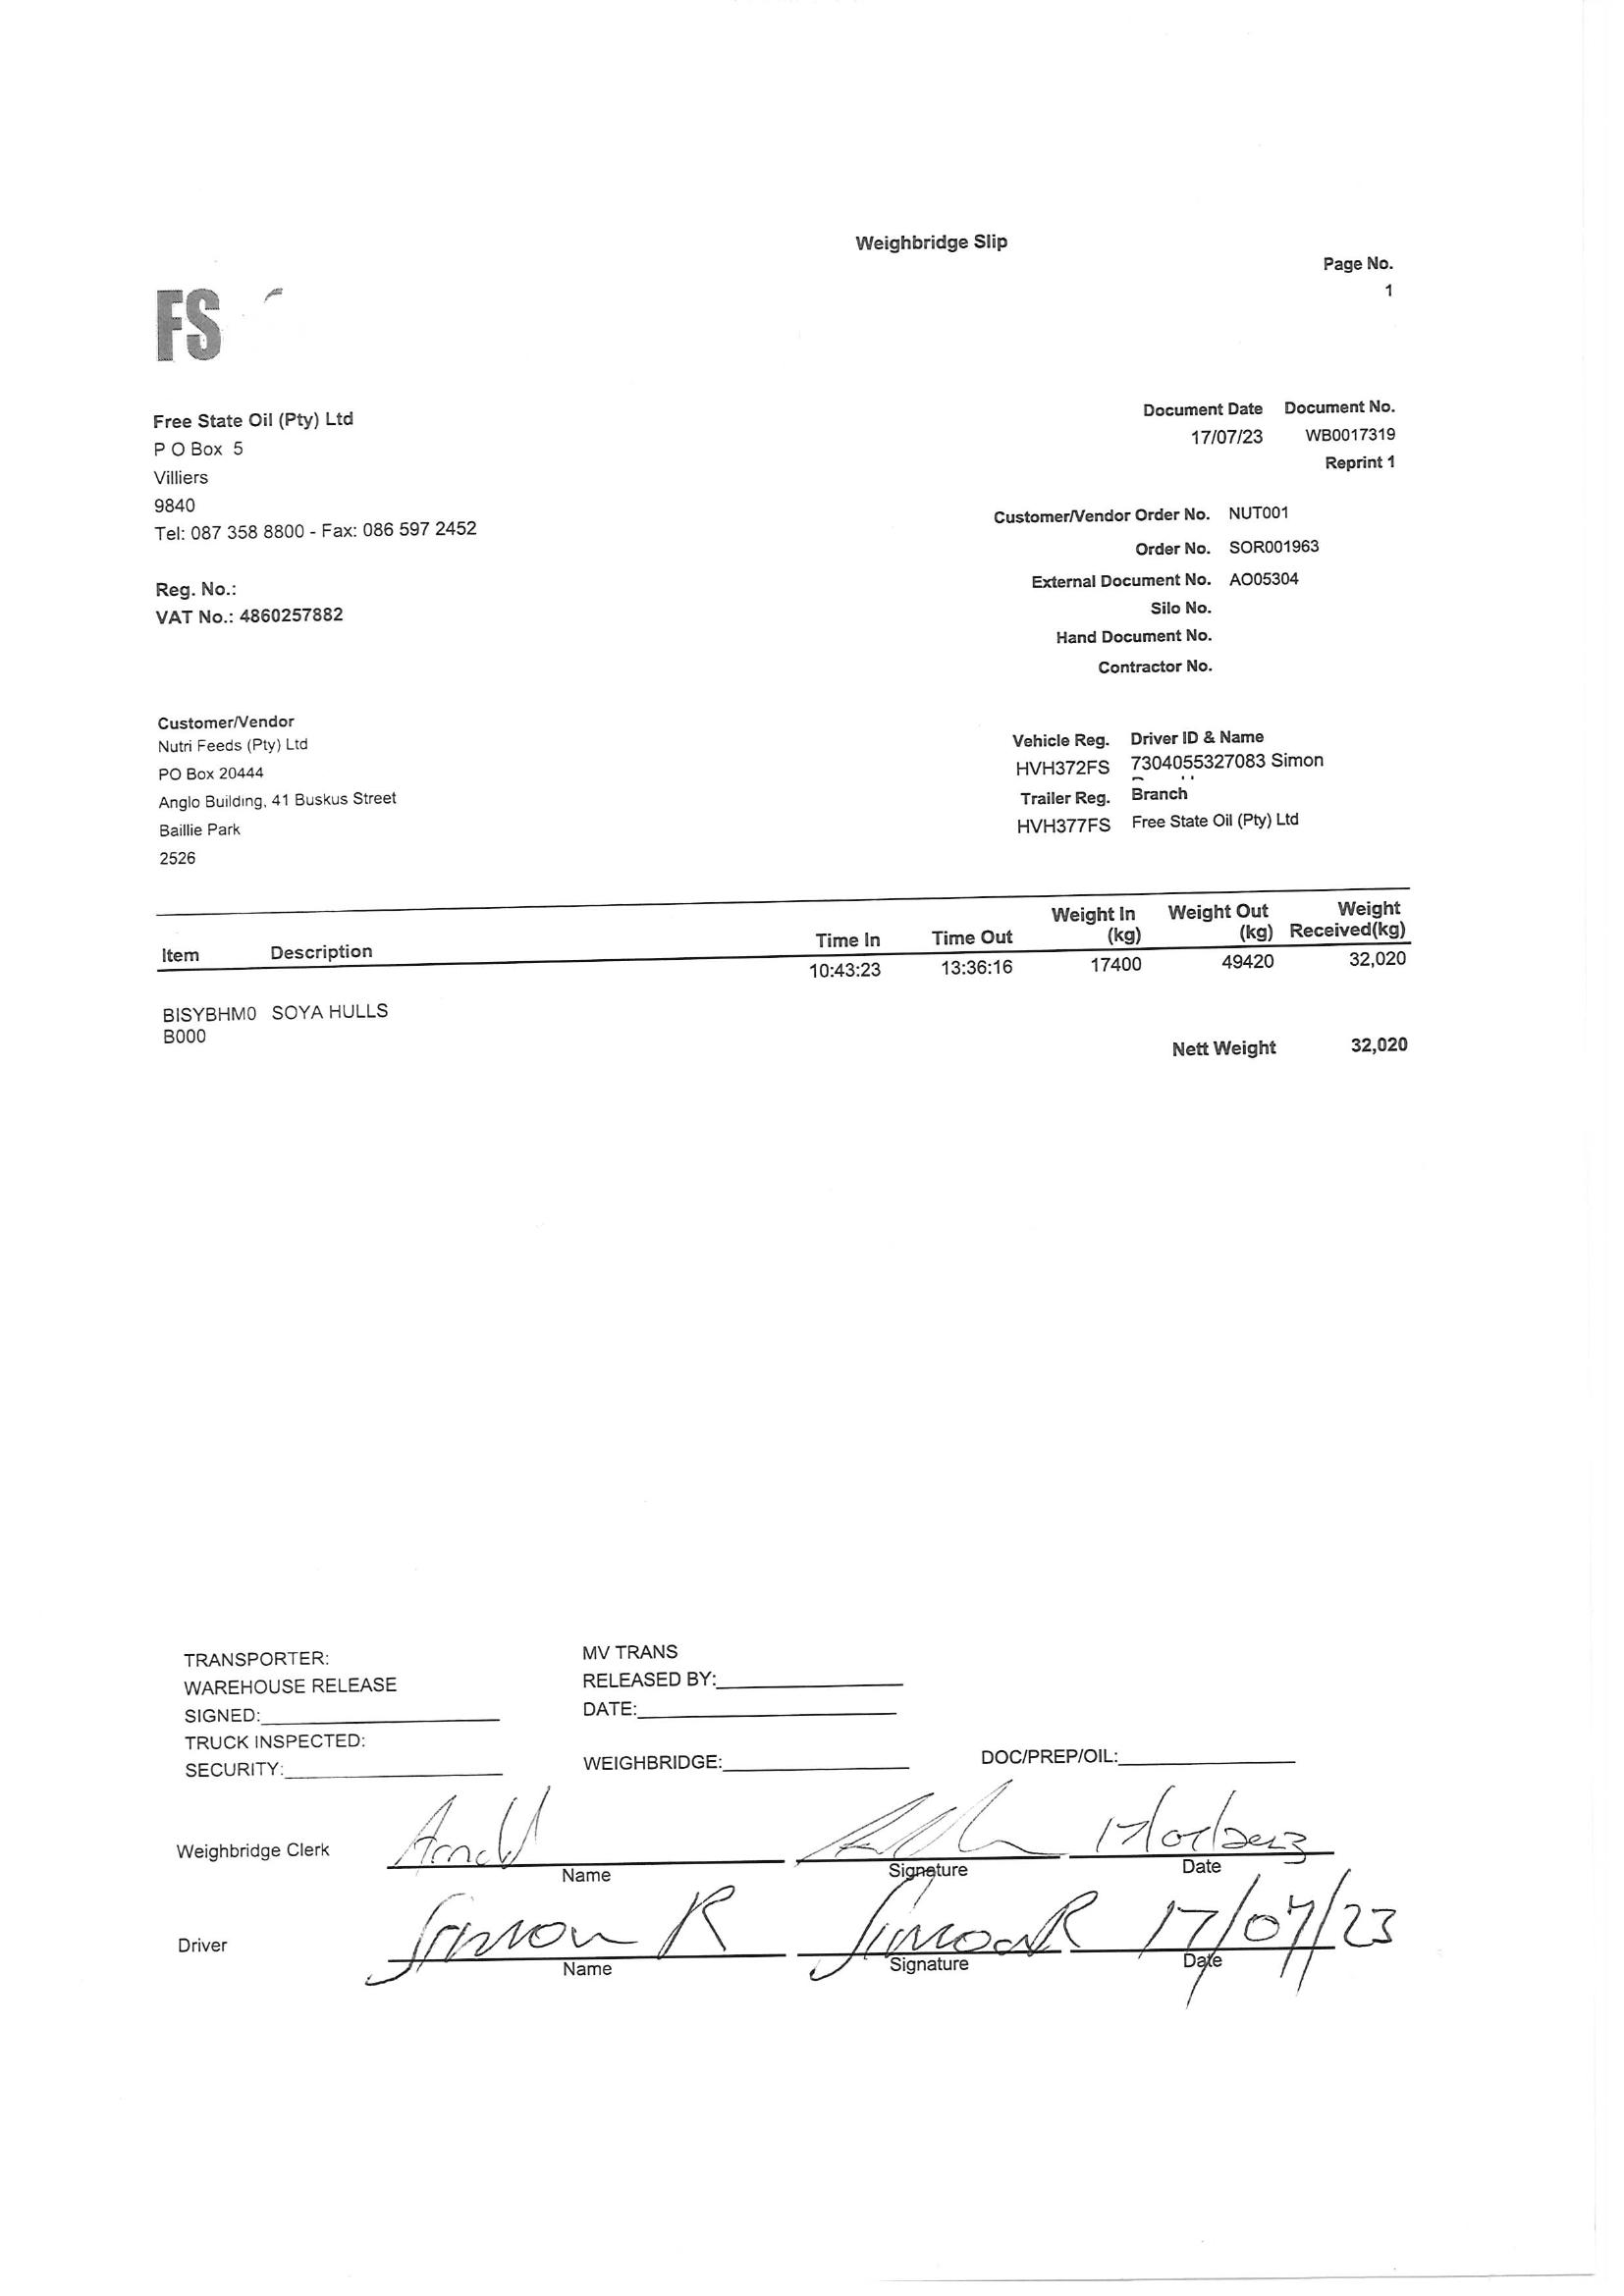 Weighbridge Slip
Page No.
1
FS
Free State Oil (Pty) Ltd
P O Box 5
Villiers
9840
Tel: 087 358 8800 - Fax: 086 597 2452
Reg. No.:
VAT No.: 4860257882
Document Date Document No.
17/07/23 WB0017319
Reprint 1
Customer/Vendor Order No. NUT001
Order No. SOR001963
External Document No. AO05304
Silo No.
Hand Document No.
Contractor No.
Customer/Vendor
Nutri Feeds (Pty) Ltd
PO Box 20444
Anglo Building, 41 Buskus Street
Baillie Park
2526
Vehicle Reg. Driver ID & Name
HVH372FS 7304055327083 Simon
Trailer Reg. Branch
HVH377FS Free State Oil (Pty) Ltd
Item Description Time In Time Out Weight In (kg) Weight Out (kg) Weight Received(kg)
10:43:23 13:36:16 17400 49420 32,020
BISYBHM0 SOYA HULLS
B000
Nett Weight 32,020
TRANSPORTER: MV TRANS
WAREHOUSE RELEASE RELEASED BY:
SIGNED: DATE:
TRUCK INSPECTED:
SECURITY: WEIGHBRIDGE: DOC/PREP/OIL:
Weighbridge Clerk Arnold 17/07/2023
Name Signature Date
Driver Simon R Simon R 17/07/23
Name Signature Date